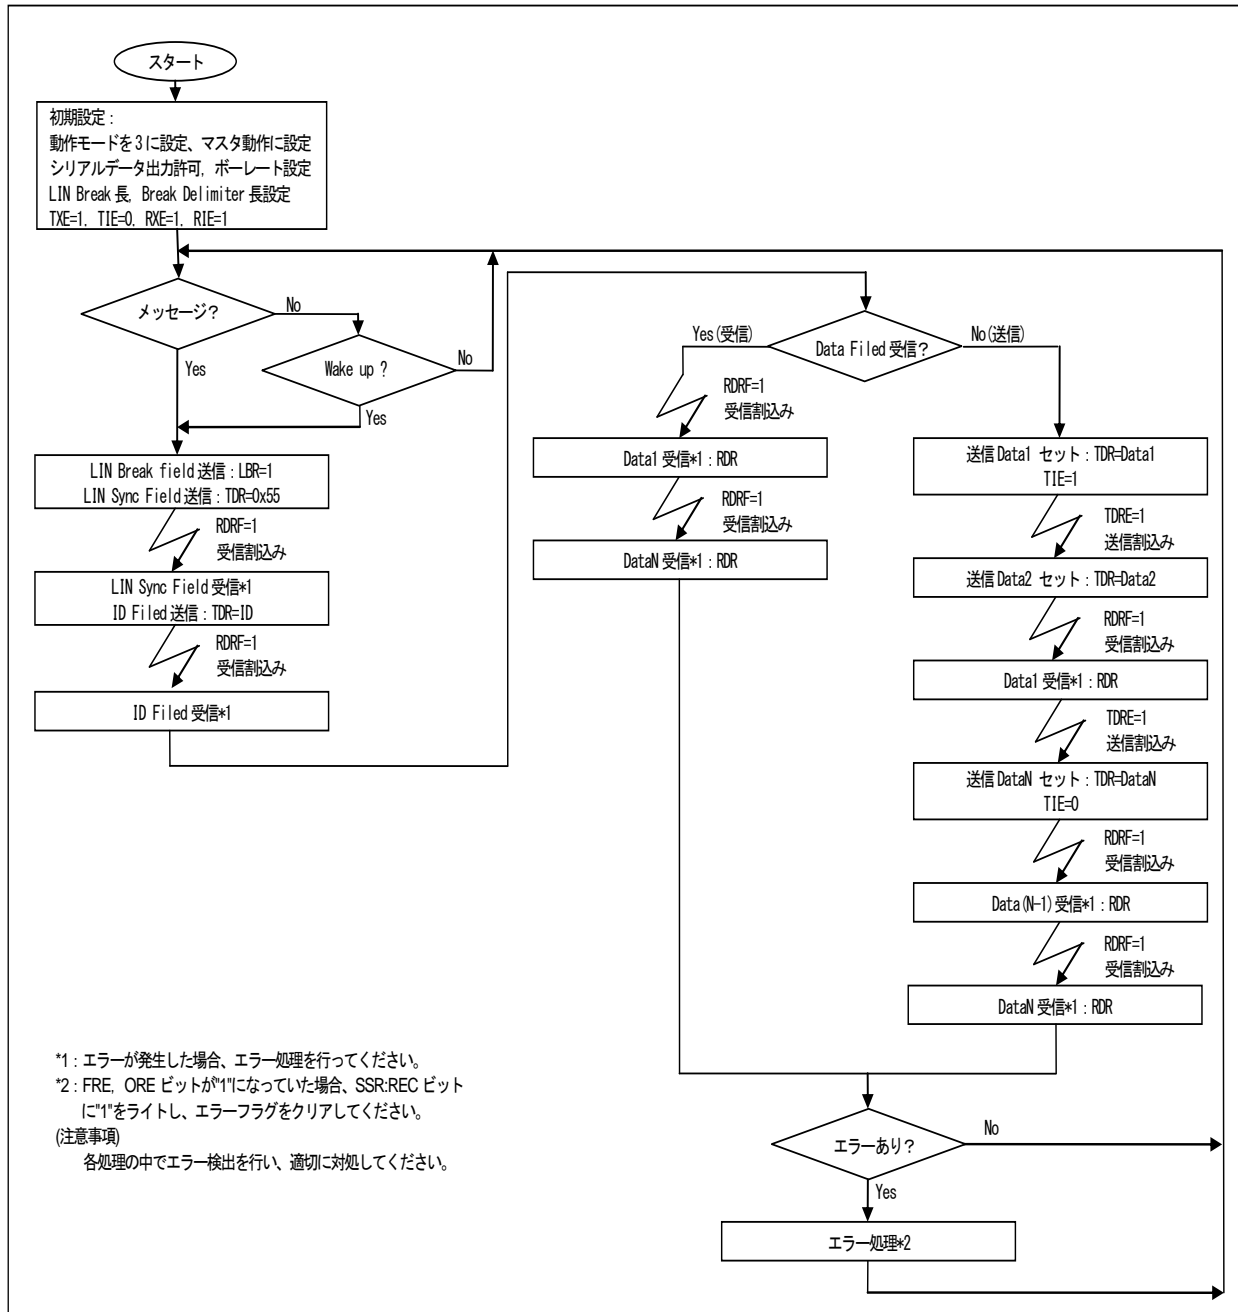 スタート
初期設定:
動作モードを3に設定、マスタ動作に設定
シリアルデータ出力許可, ボーレート設定
LIN Break 長, Break Delimiter 長設定
TXE=1, TIE=0, RXE=1, RIE=1
メッセージ?
No
Yes
Wake up ?
No
Yes
LIN Break field 送信:LBR=1
LIN Sync Field 送信:TDR=0x55
RDRF=1
受信割込み
LIN Sync Field 受信*1
ID Filed 送信:TDR=ID
RDRF=1
受信割込み
ID Filed 受信*1
Data Filed 受信?
Yes(受信)
No(送信)
RDRF=1
受信割込み
Data1 受信*1:RDR
RDRF=1
受信割込み
DataN 受信*1:RDR
送信 Data1 セット:TDR=Data1
TIE=1
TDRE=1
送信割込み
送信 Data2 セット:TDR=Data2
RDRF=1
受信割込み
Data1 受信*1:RDR
TDRE=1
送信割込み
送信 DataN セット:TDR=DataN
TIE=0
RDRF=1
受信割込み
Data(N-1)受信*1:RDR
RDRF=1
受信割込み
DataN 受信*1:RDR
エラーあり?
No
Yes
エラー処理*2
*1:エラーが発生した場合、エラー処理を行ってください。
*2:FRE, ORE ビットが"1"になっていた場合、SSR:REC ビット
に"1"をライトし、エラーフラグをクリアしてください。
(注意事項)
各処理の中でエラー検出を行い、適切に対処してください。